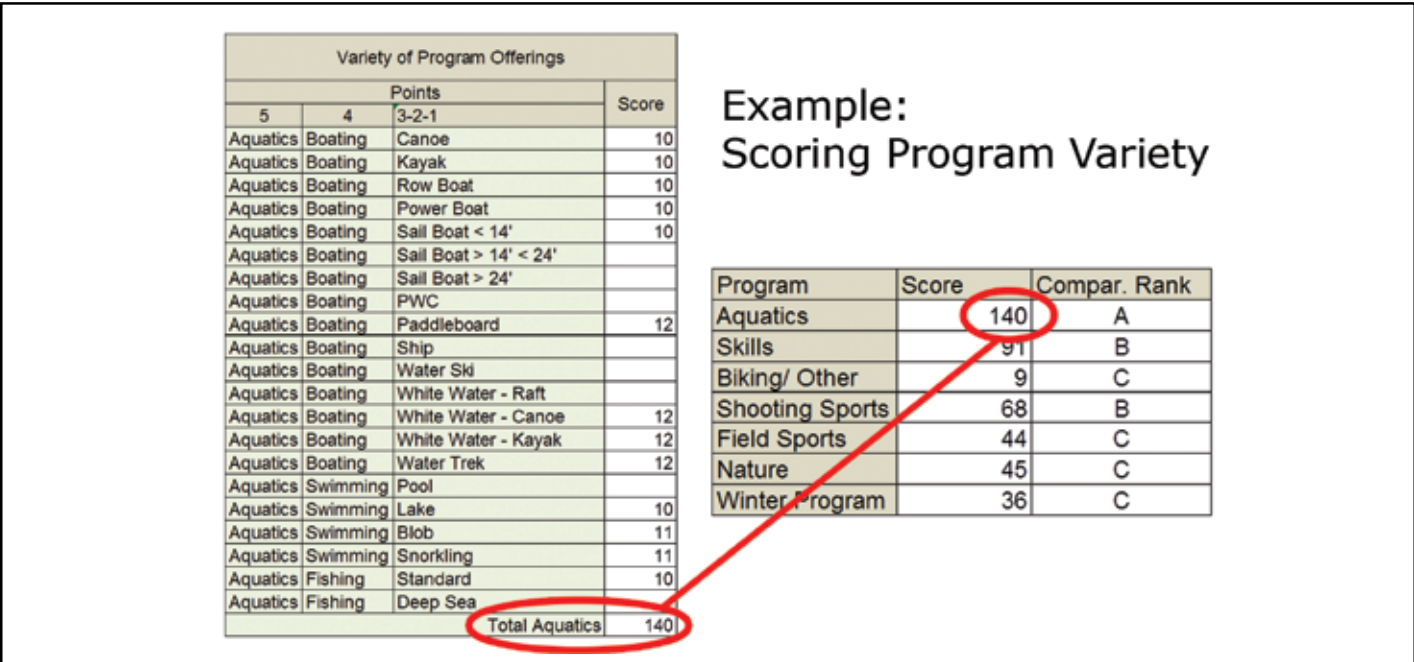 Variety of Program Offerings
Points Score
5 4 3-2-1
Aquatics Boating Canoe 10
Aquatics Boating Kayak 10
Aquatics Boating Row Boat 10
Aquatics Boating Power Boat 10
Aquatics Boating Sail Boat < 14' 10
Aquatics Boating Sail Boat > 14' < 24'
Aquatics Boating Sail Boat > 24'
Aquatics Boating PWC
Aquatics Boating Paddleboard 12
Aquatics Boating Ship
Aquatics Boating Water Ski
Aquatics Boating White Water - Raft
Aquatics Boating White Water - Canoe 12
Aquatics Boating White Water - Kayak 12
Aquatics Boating Water Trek 12
Aquatics Swimming Pool
Aquatics Swimming Lake 10
Aquatics Swimming Blob 11
Aquatics Swimming Snorkling 11
Aquatics Fishing Standard 10
Aquatics Fishing Deep Sea
Total Aquatics 140
Example:
Scoring Program Variety
Program Score Compar. Rank
Aquatics 140 A
Skills 91 B
Biking/ Other 9 C
Shooting Sports 68 B
Field Sports 44 C
Nature 45 C
Winter Program 36 C